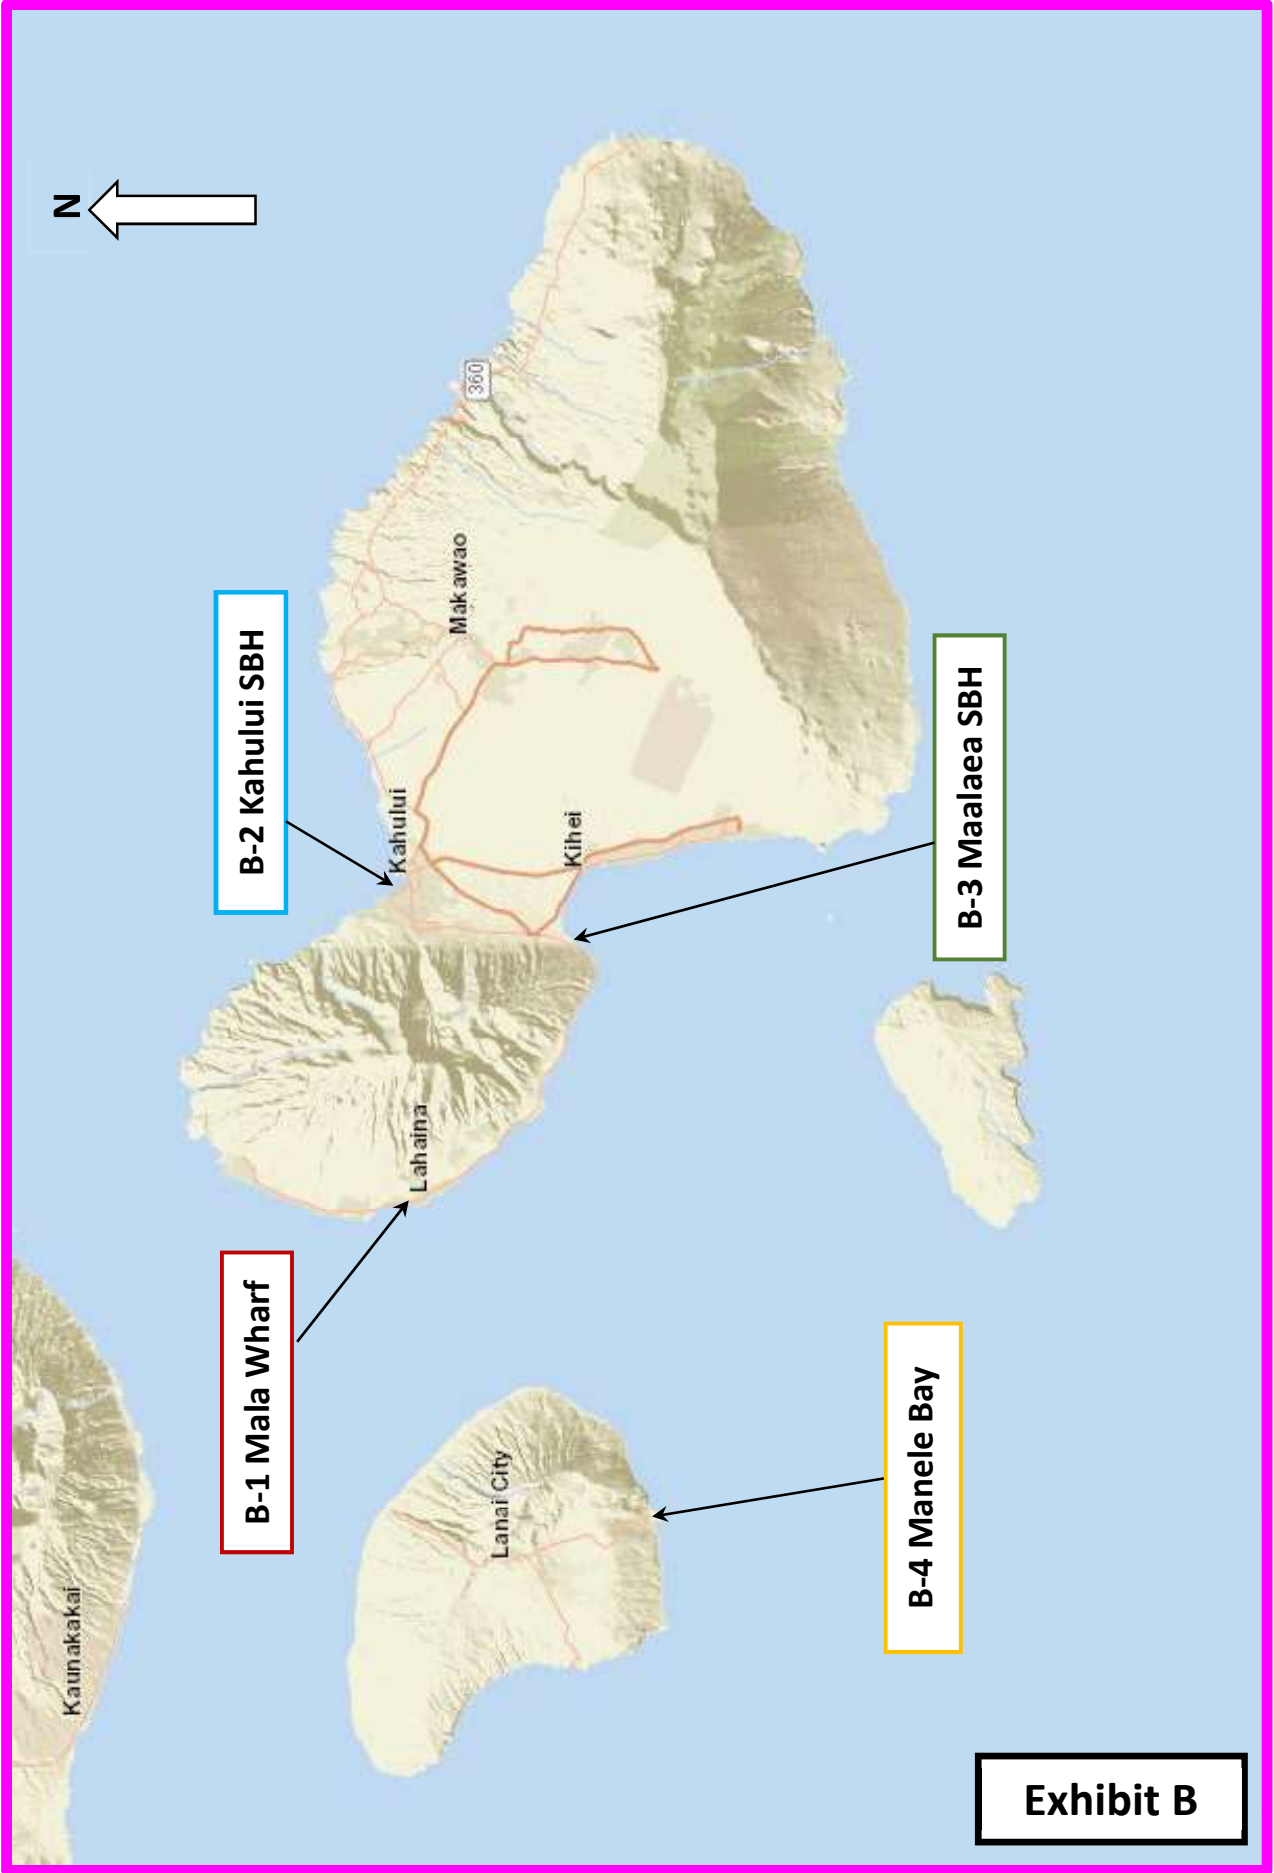 N
360
Makawao
B-2 Kahului SBH
Kahului
Kihei
B-3 Maalaea SBH
Lahaina
B-1 Mala Wharf
Lanai City
B-4 Manele Bay
Kaunakakai
Exhibit B